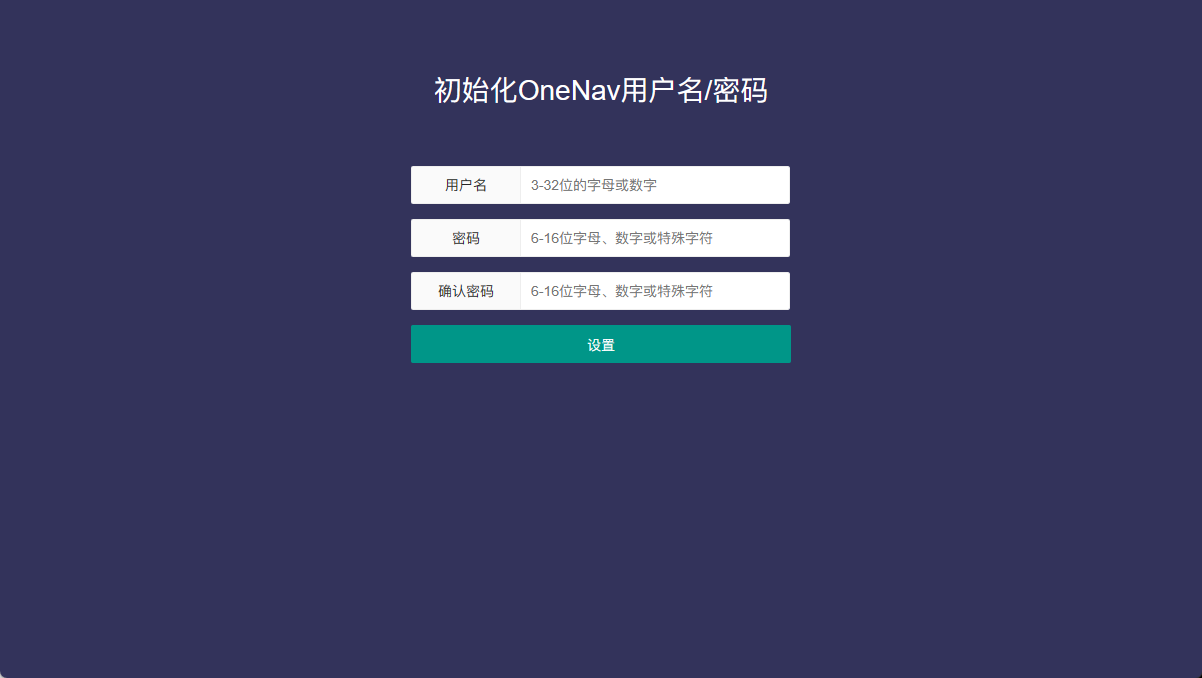 初始化OneNav用户名/密码
用户名 3-32位的字母或数字
密码 6-16位字母、数字或特殊字符
确认密码 6-16位字母、数字或特殊字符
设置